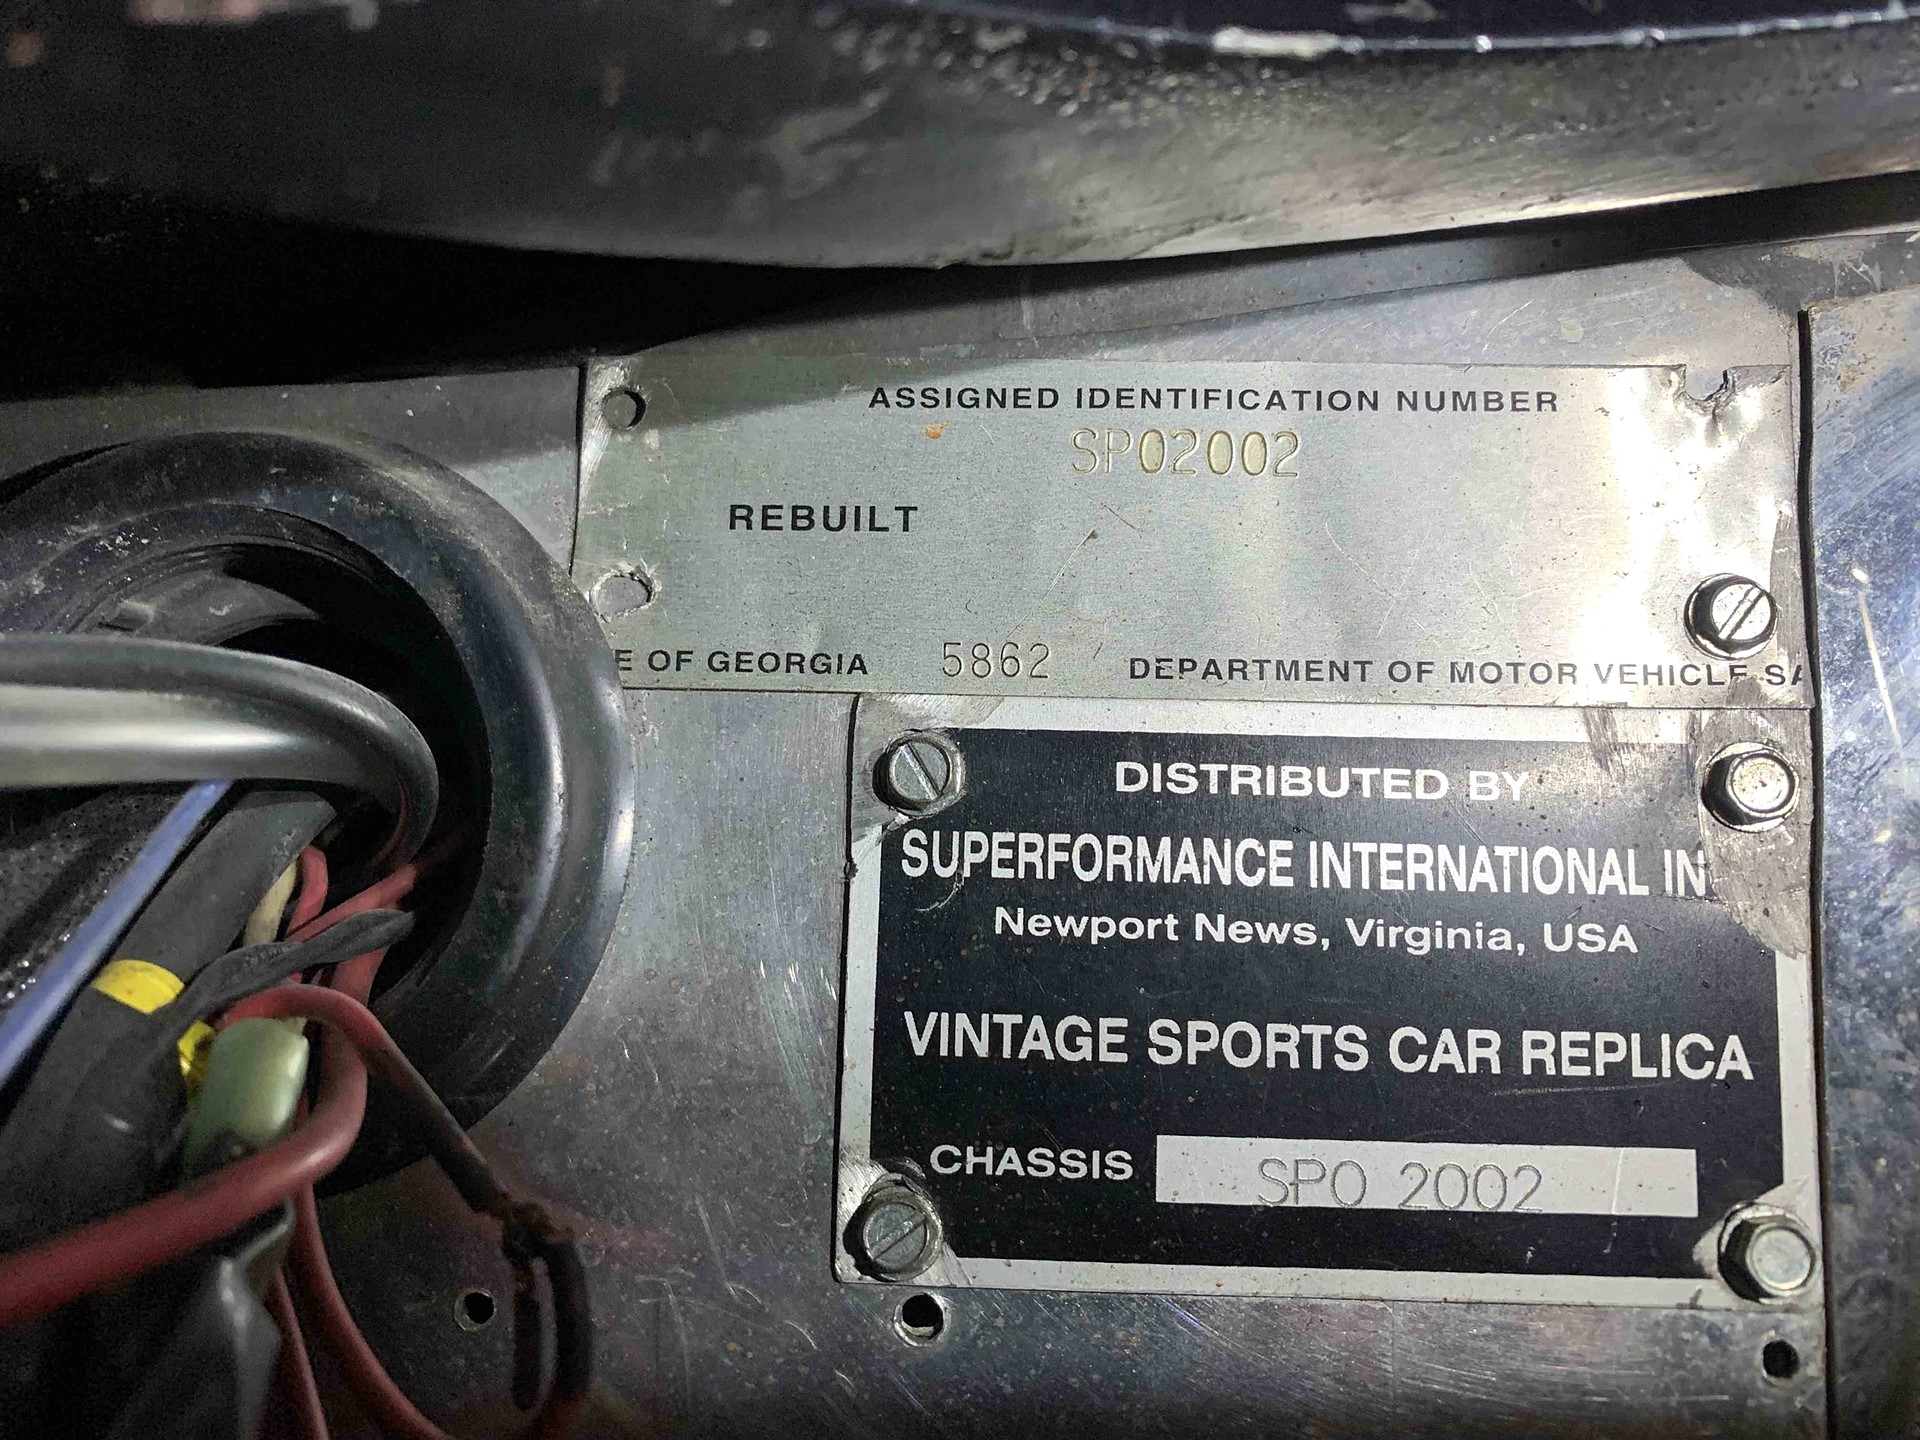 ASSIGNED IDENTIFICATION NUMBER
SP02002
REBUILT
E OF GEORGIA 5862 DEPARTMENT OF MOTOR VEHICLE SA
DISTRIBUTED BY
SUPERFORMANCE INTERNATIONAL IN
Newport News, Virginia, USA
VINTAGE SPORTS CAR REPLICA
CHASSIS SPO 2002